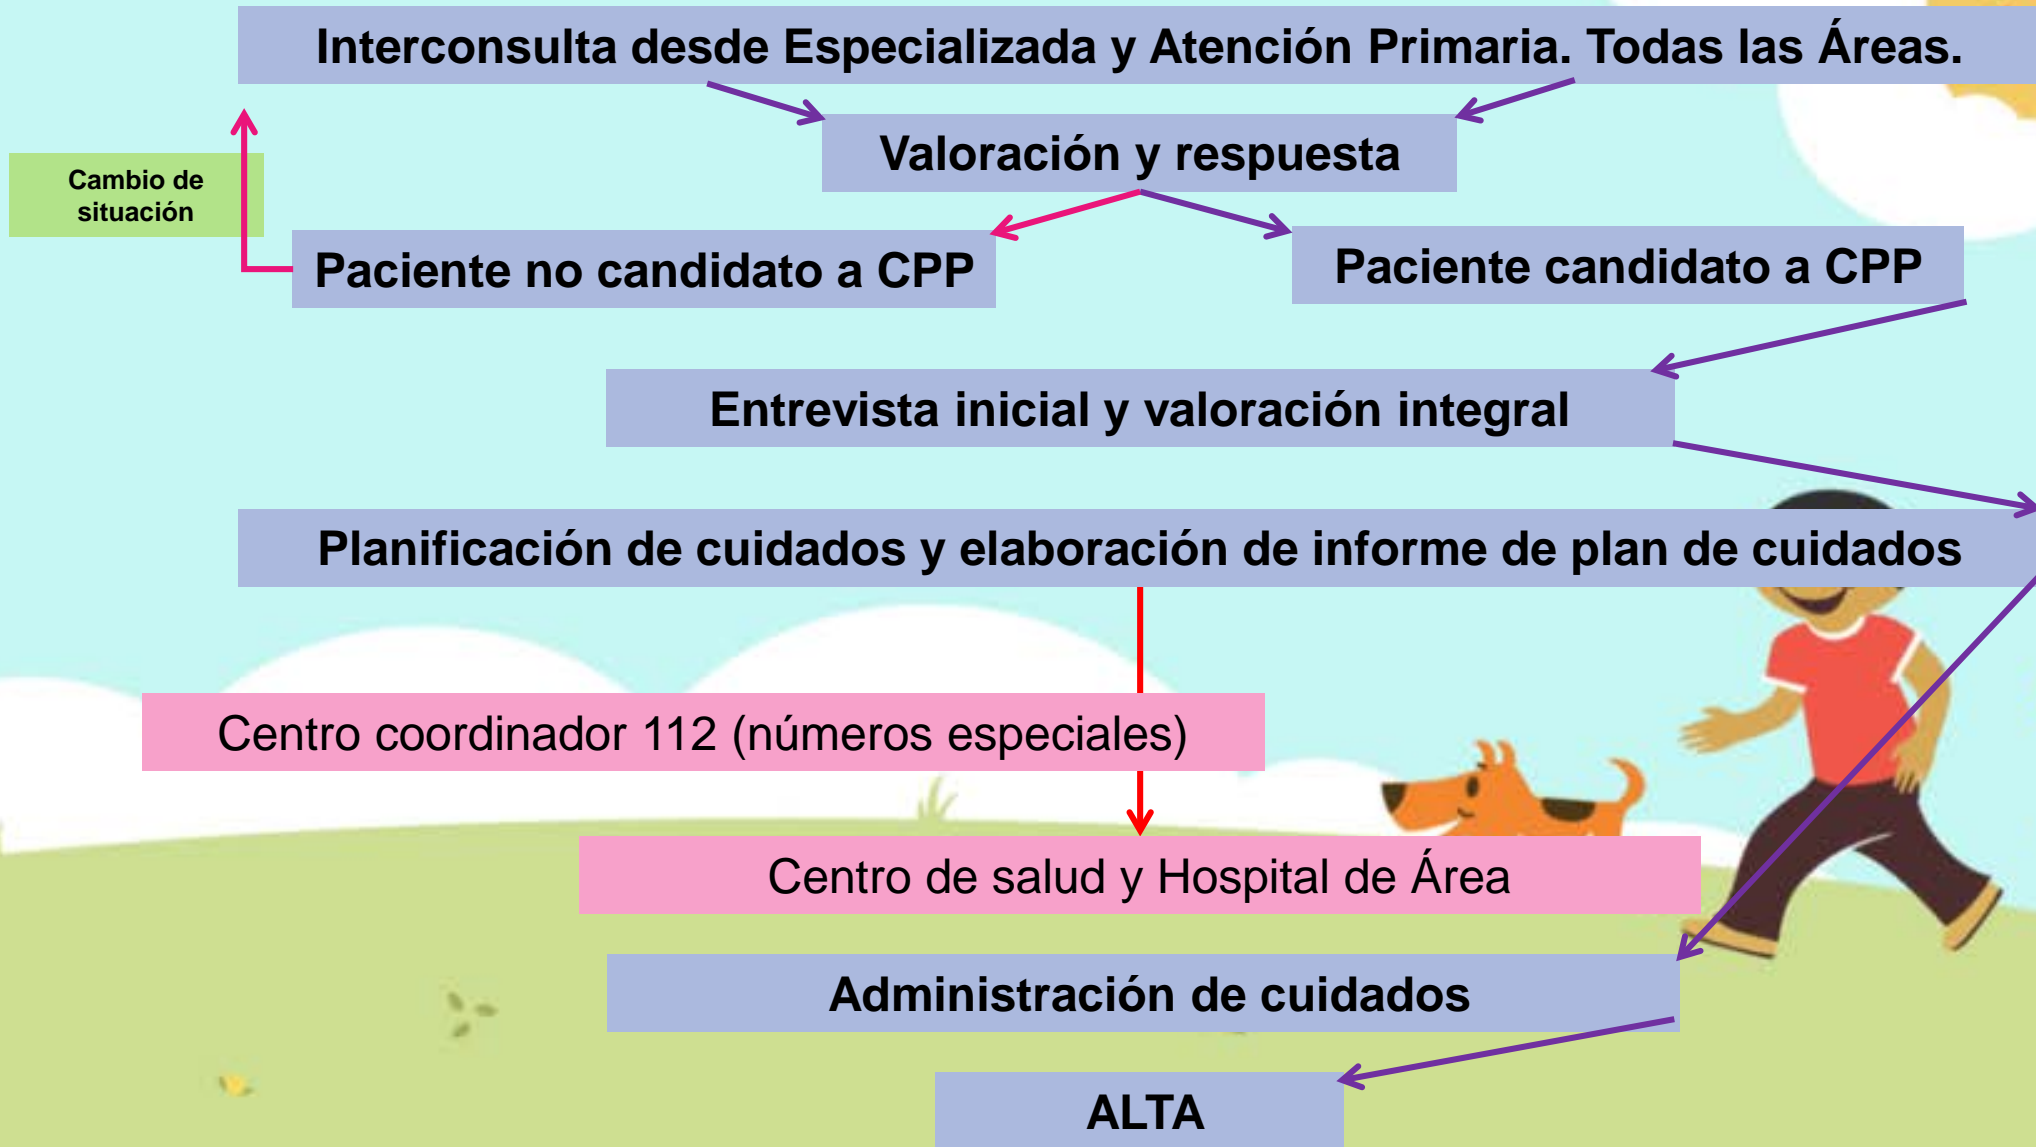 Interconsulta desde Especializada y Atención Primaria. Todas las Áreas.
Valoración y respuesta
Cambio de
situación
Paciente no candidato a CPP
Paciente candidato a CPP
Entrevista inicial y valoración integral
Planificación de cuidados y elaboración de informe de plan de cuidados
Centro coordinador 112 (números especiales)
Centro de salud y Hospital de Área
Administración de cuidados
ALTA